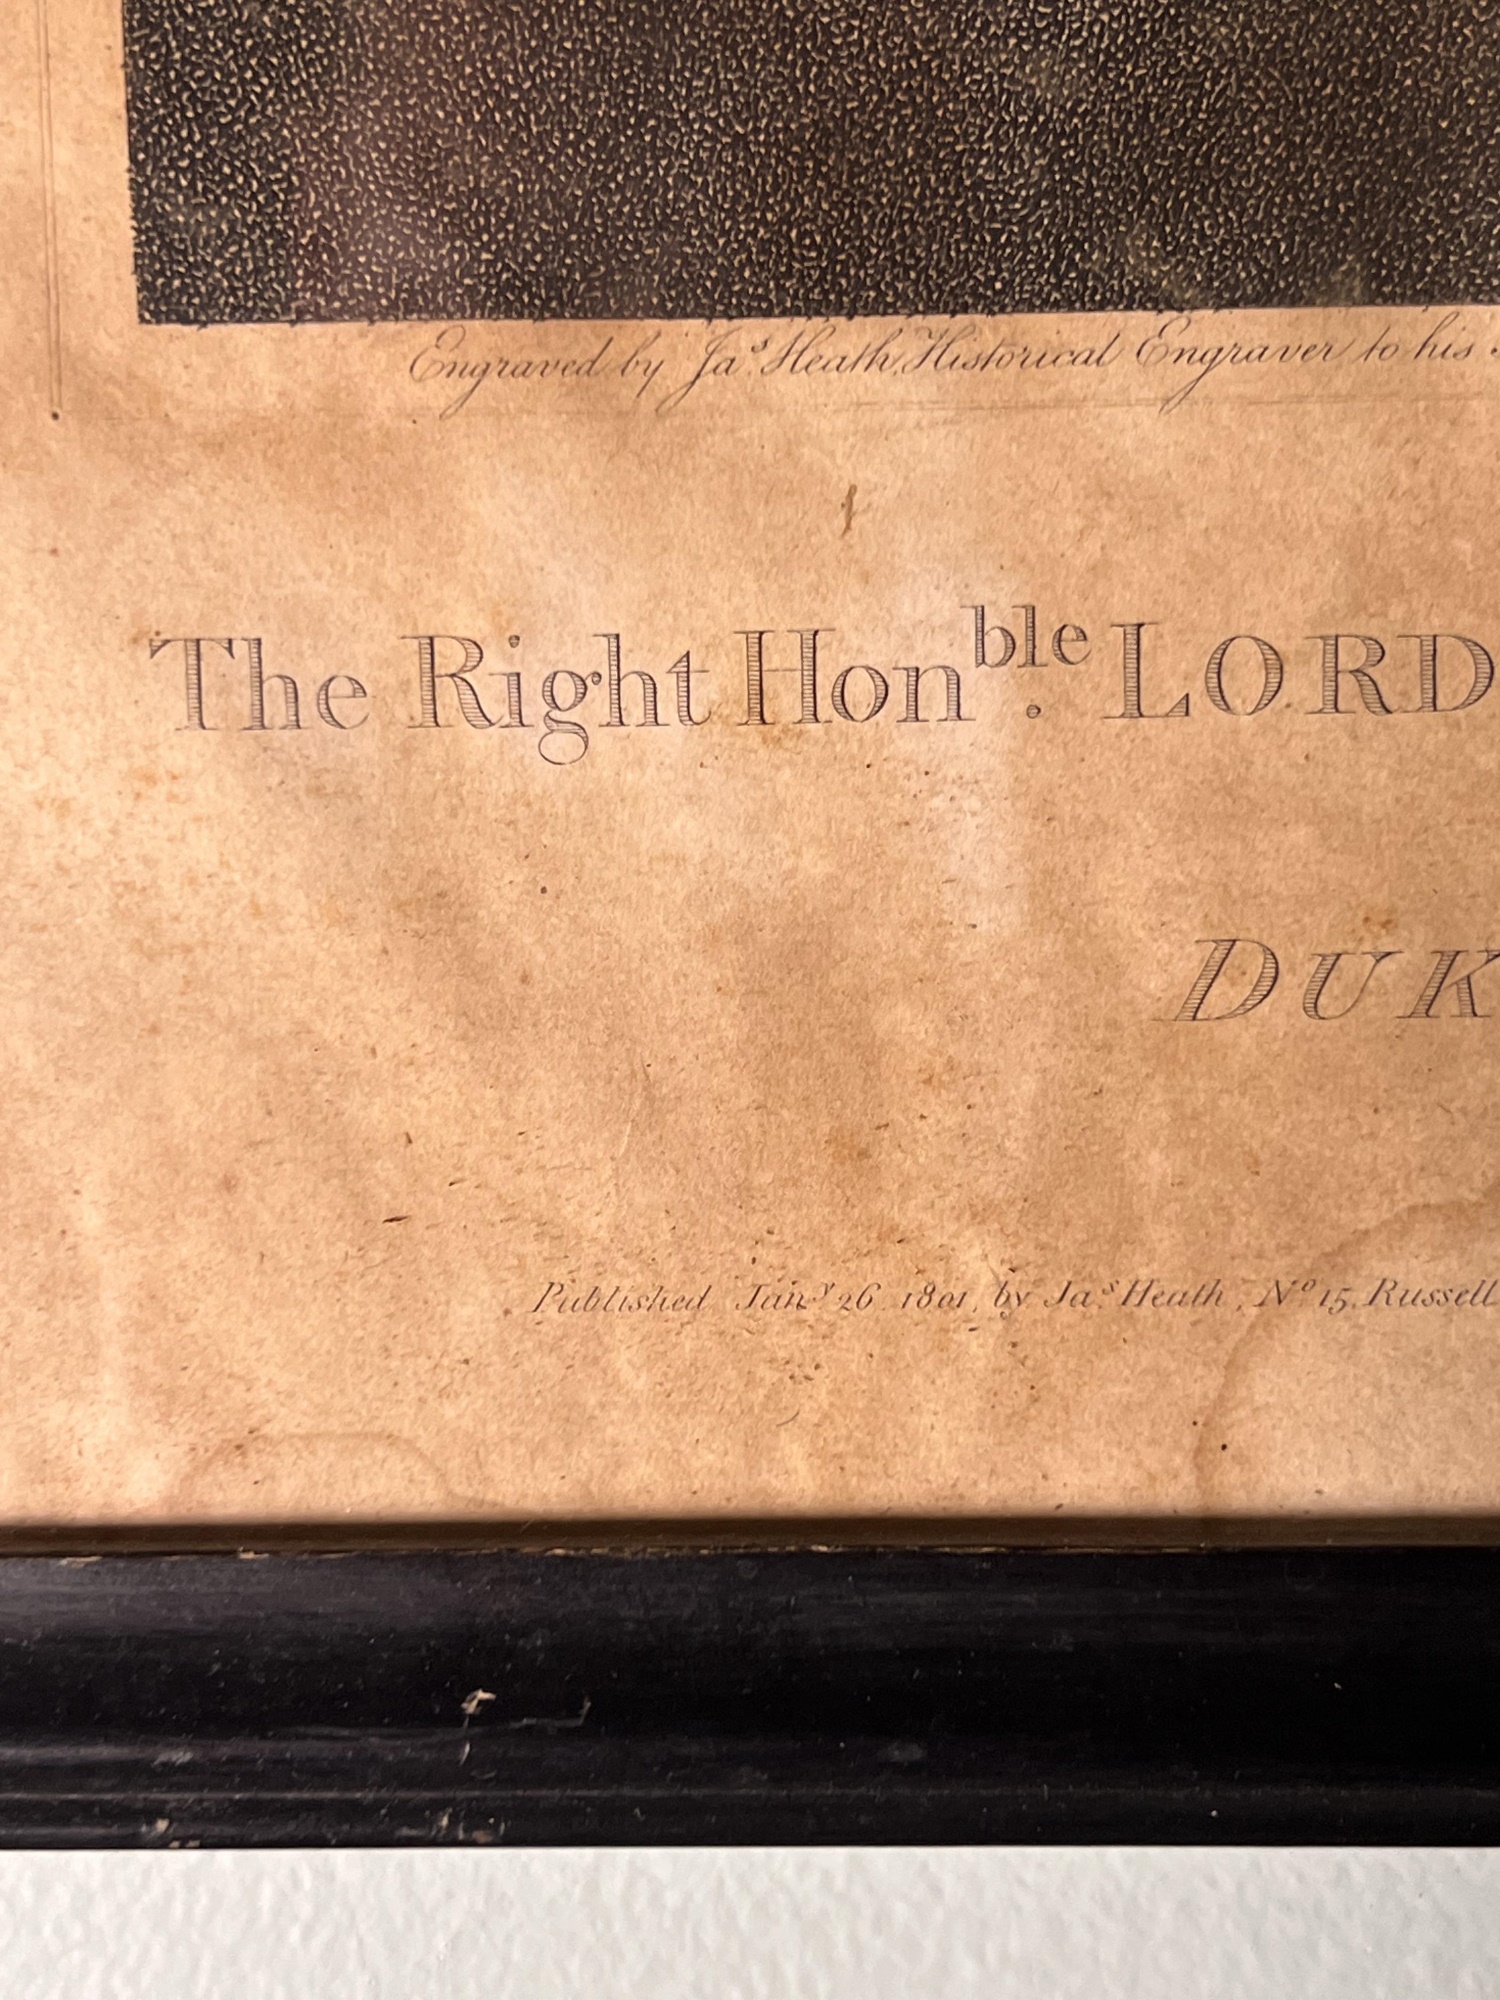 Engraved by Jaˢ. Heath, Historical Engraver to his
The Right Honᵇˡᵉ. LORD
DUK
Published Janʸ 26, 1801, by Jaˢ. Heath, Nº 15, Russell